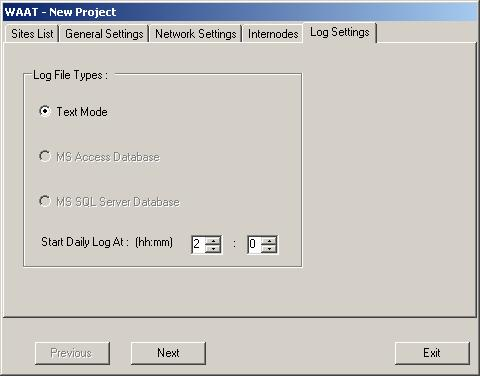 WAAT - New Project
Sites List General Settings Network Settings Internodes Log Settings
Log File Types :
Text Mode
MS Access Database
MS SQL Server Database
Start Daily Log At : (hh:mm) 2 : 0
Previous Next Exit